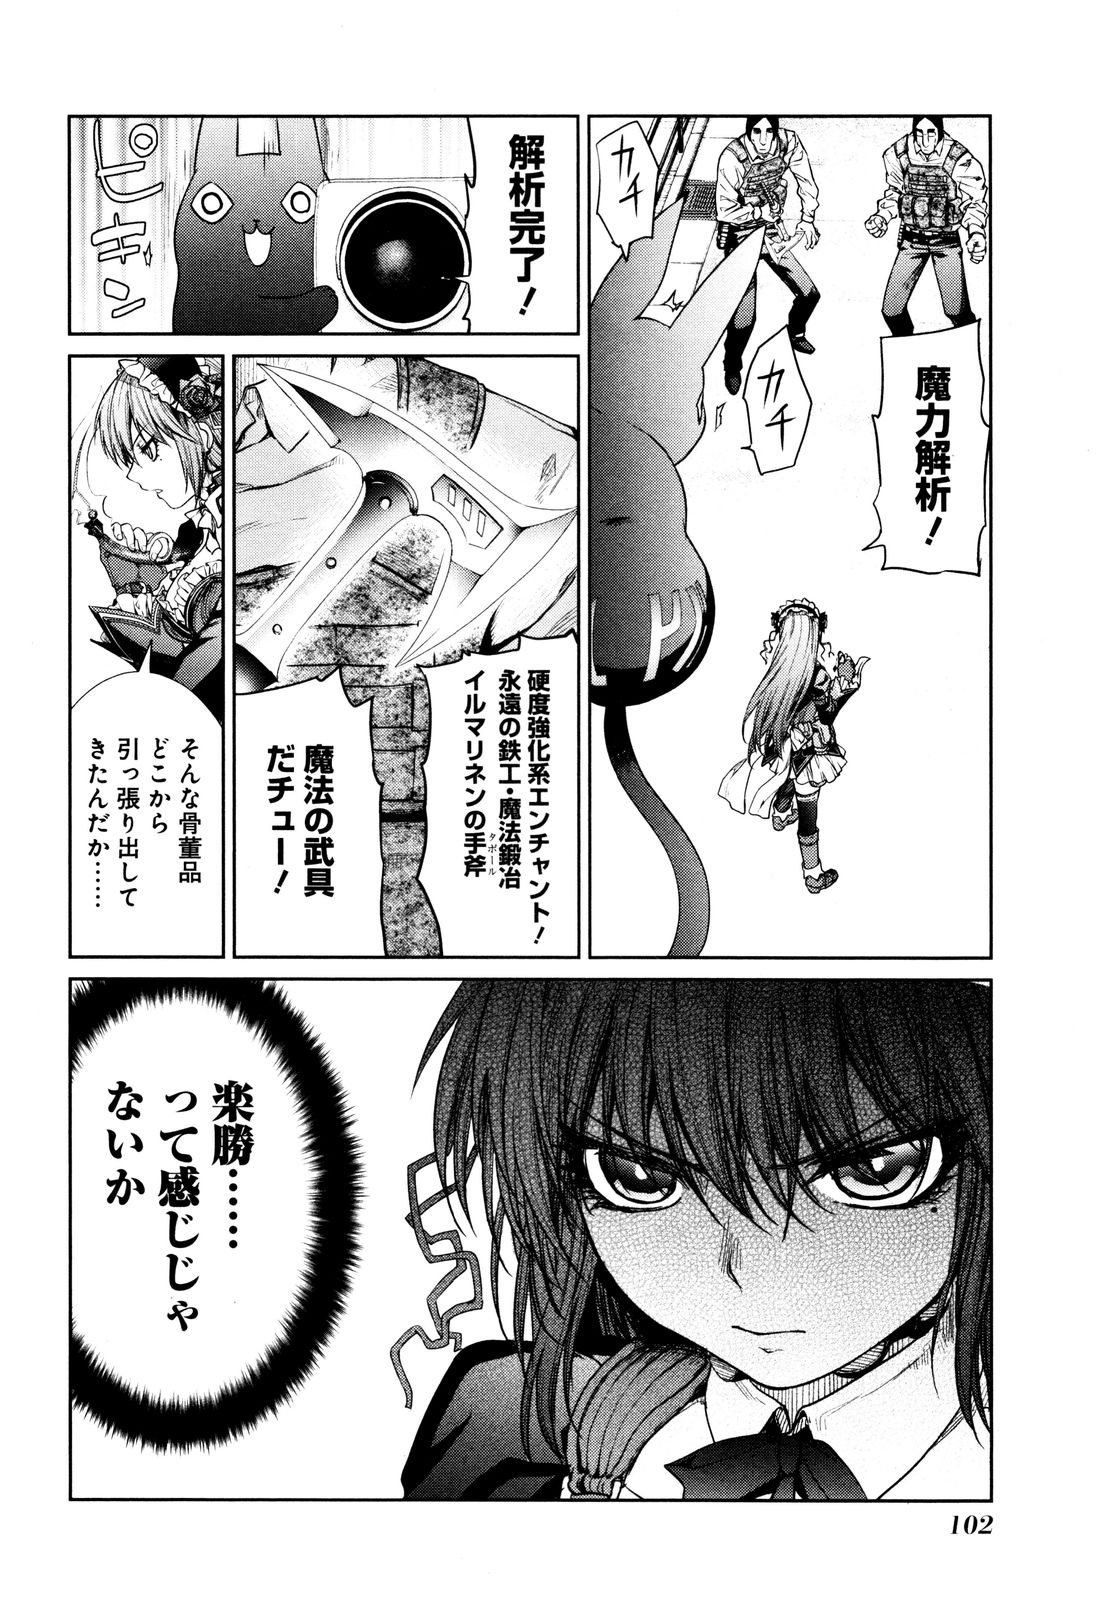 カチ
カチ
魔力解析！
解析完了！
ピキィン
硬度強化系エンチャント！
永遠の鉄工・魔法鍛冶
イルマリネンの手斧
タポール
魔法の武具
だチュー！
そんな骨董品
どこから
引っ張り出して
きたんだか……
楽勝……
って感じじゃ
ないか
102